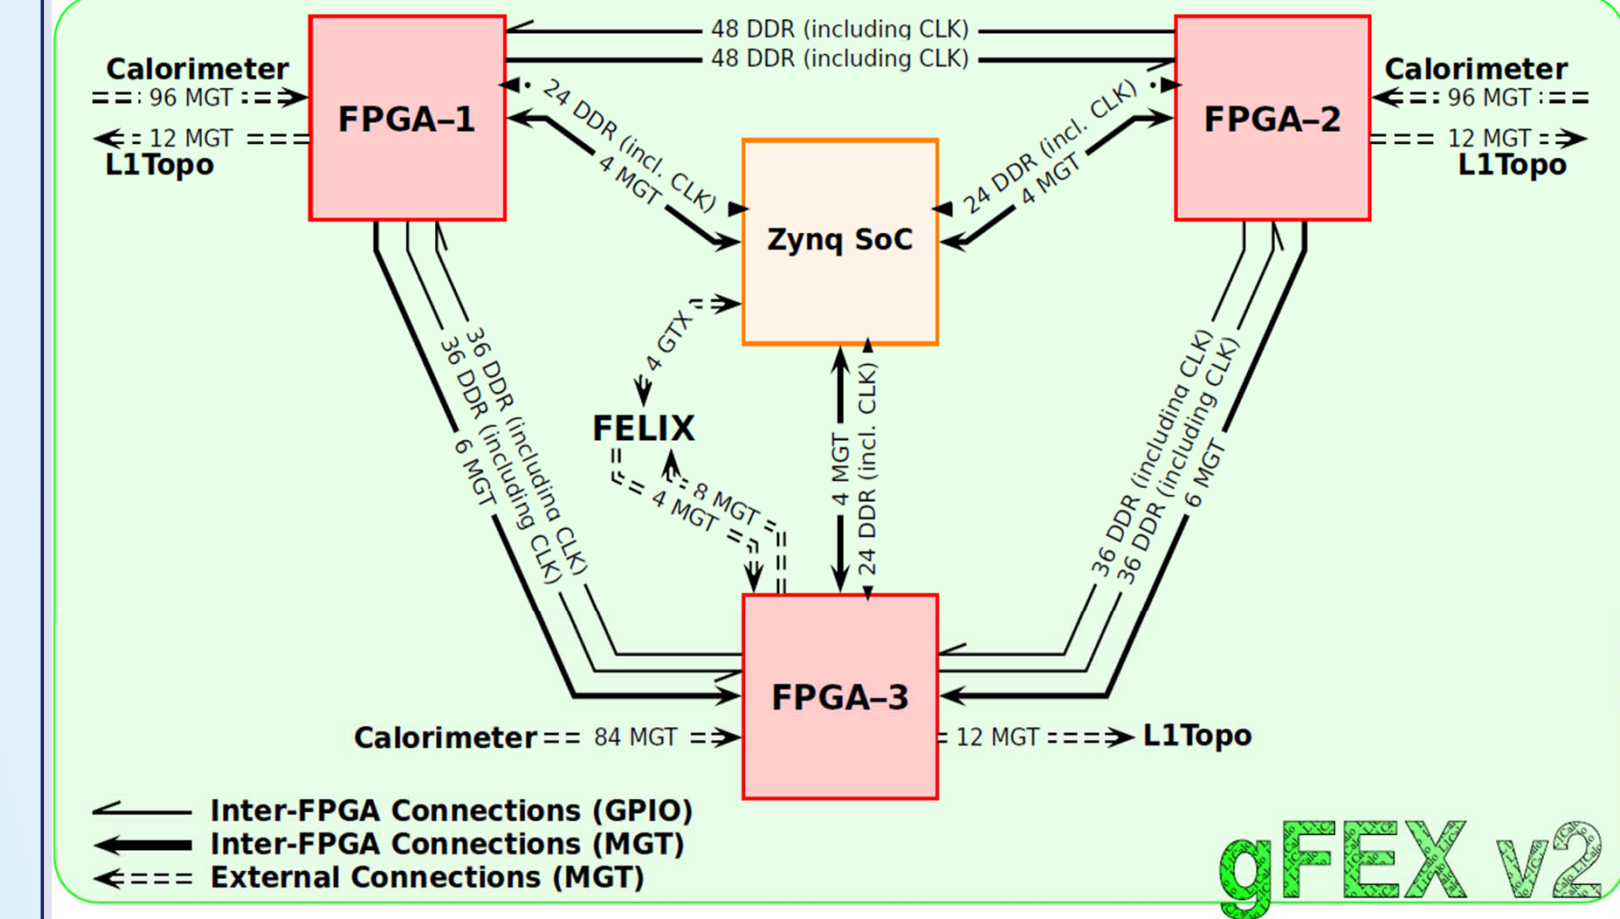 48 DDR (including CLK)
48 DDR (including CLK)
Calorimeter
96 MGT
12 MGT
L1Topo
FPGA–1
24 DDR (incl. CLK)
4 MGT
24 DDR (incl. CLK)
4 MGT
FPGA–2
Calorimeter
96 MGT
12 MGT
L1Topo
Zynq SoC
4 GTX
FELIX
8 MGT
4 MGT
4 MGT
24 DDR (incl. CLK)
36 DDR (including CLK)
36 DDR (including CLK)
6 MGT
36 DDR (including CLK)
36 DDR (including CLK)
6 MGT
FPGA–3
Calorimeter
84 MGT
12 MGT
L1Topo
Inter-FPGA Connections (GPIO)
Inter-FPGA Connections (MGT)
External Connections (MGT)
gFEX v2